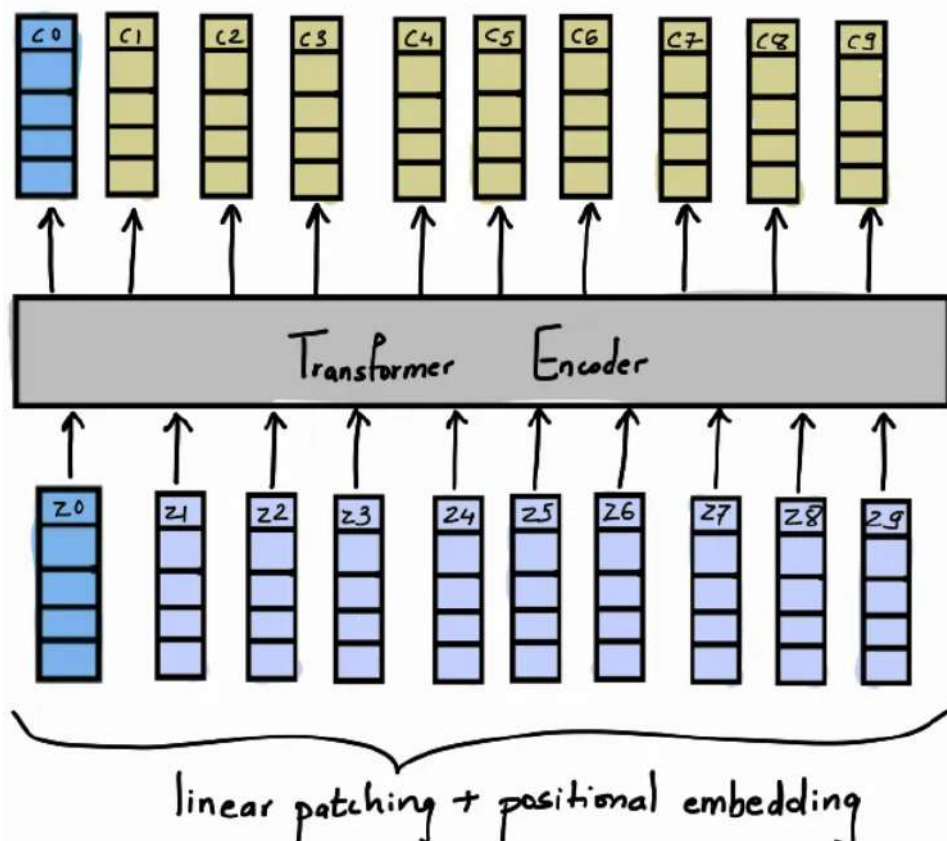 C0 C1 C2 C3 C4 C5 C6 C7 C8 C9
Transformer Encoder
Z0 Z1 Z2 Z3 Z4 Z5 Z6 Z7 Z8 Z9
linear patching + positional embedding